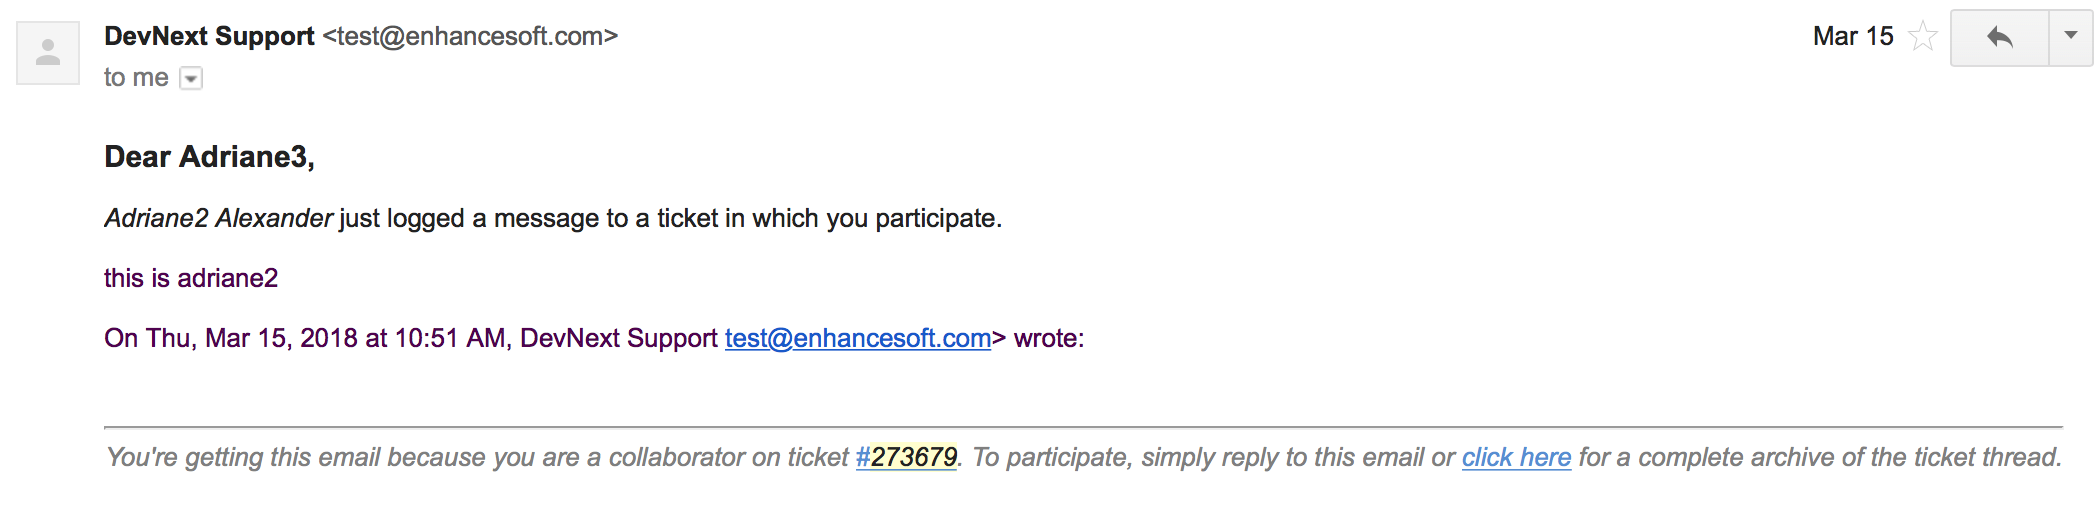 DevNext Support <test@enhancesoft.com> Mar 15
to me
Dear Adriane3,
Adriane2 Alexander just logged a message to a ticket in which you participate.
this is adriane2
On Thu, Mar 15, 2018 at 10:51 AM, DevNext Support test@enhancesoft.com> wrote:
You're getting this email because you are a collaborator on ticket #273679. To participate, simply reply to this email or click here for a complete archive of the ticket thread.